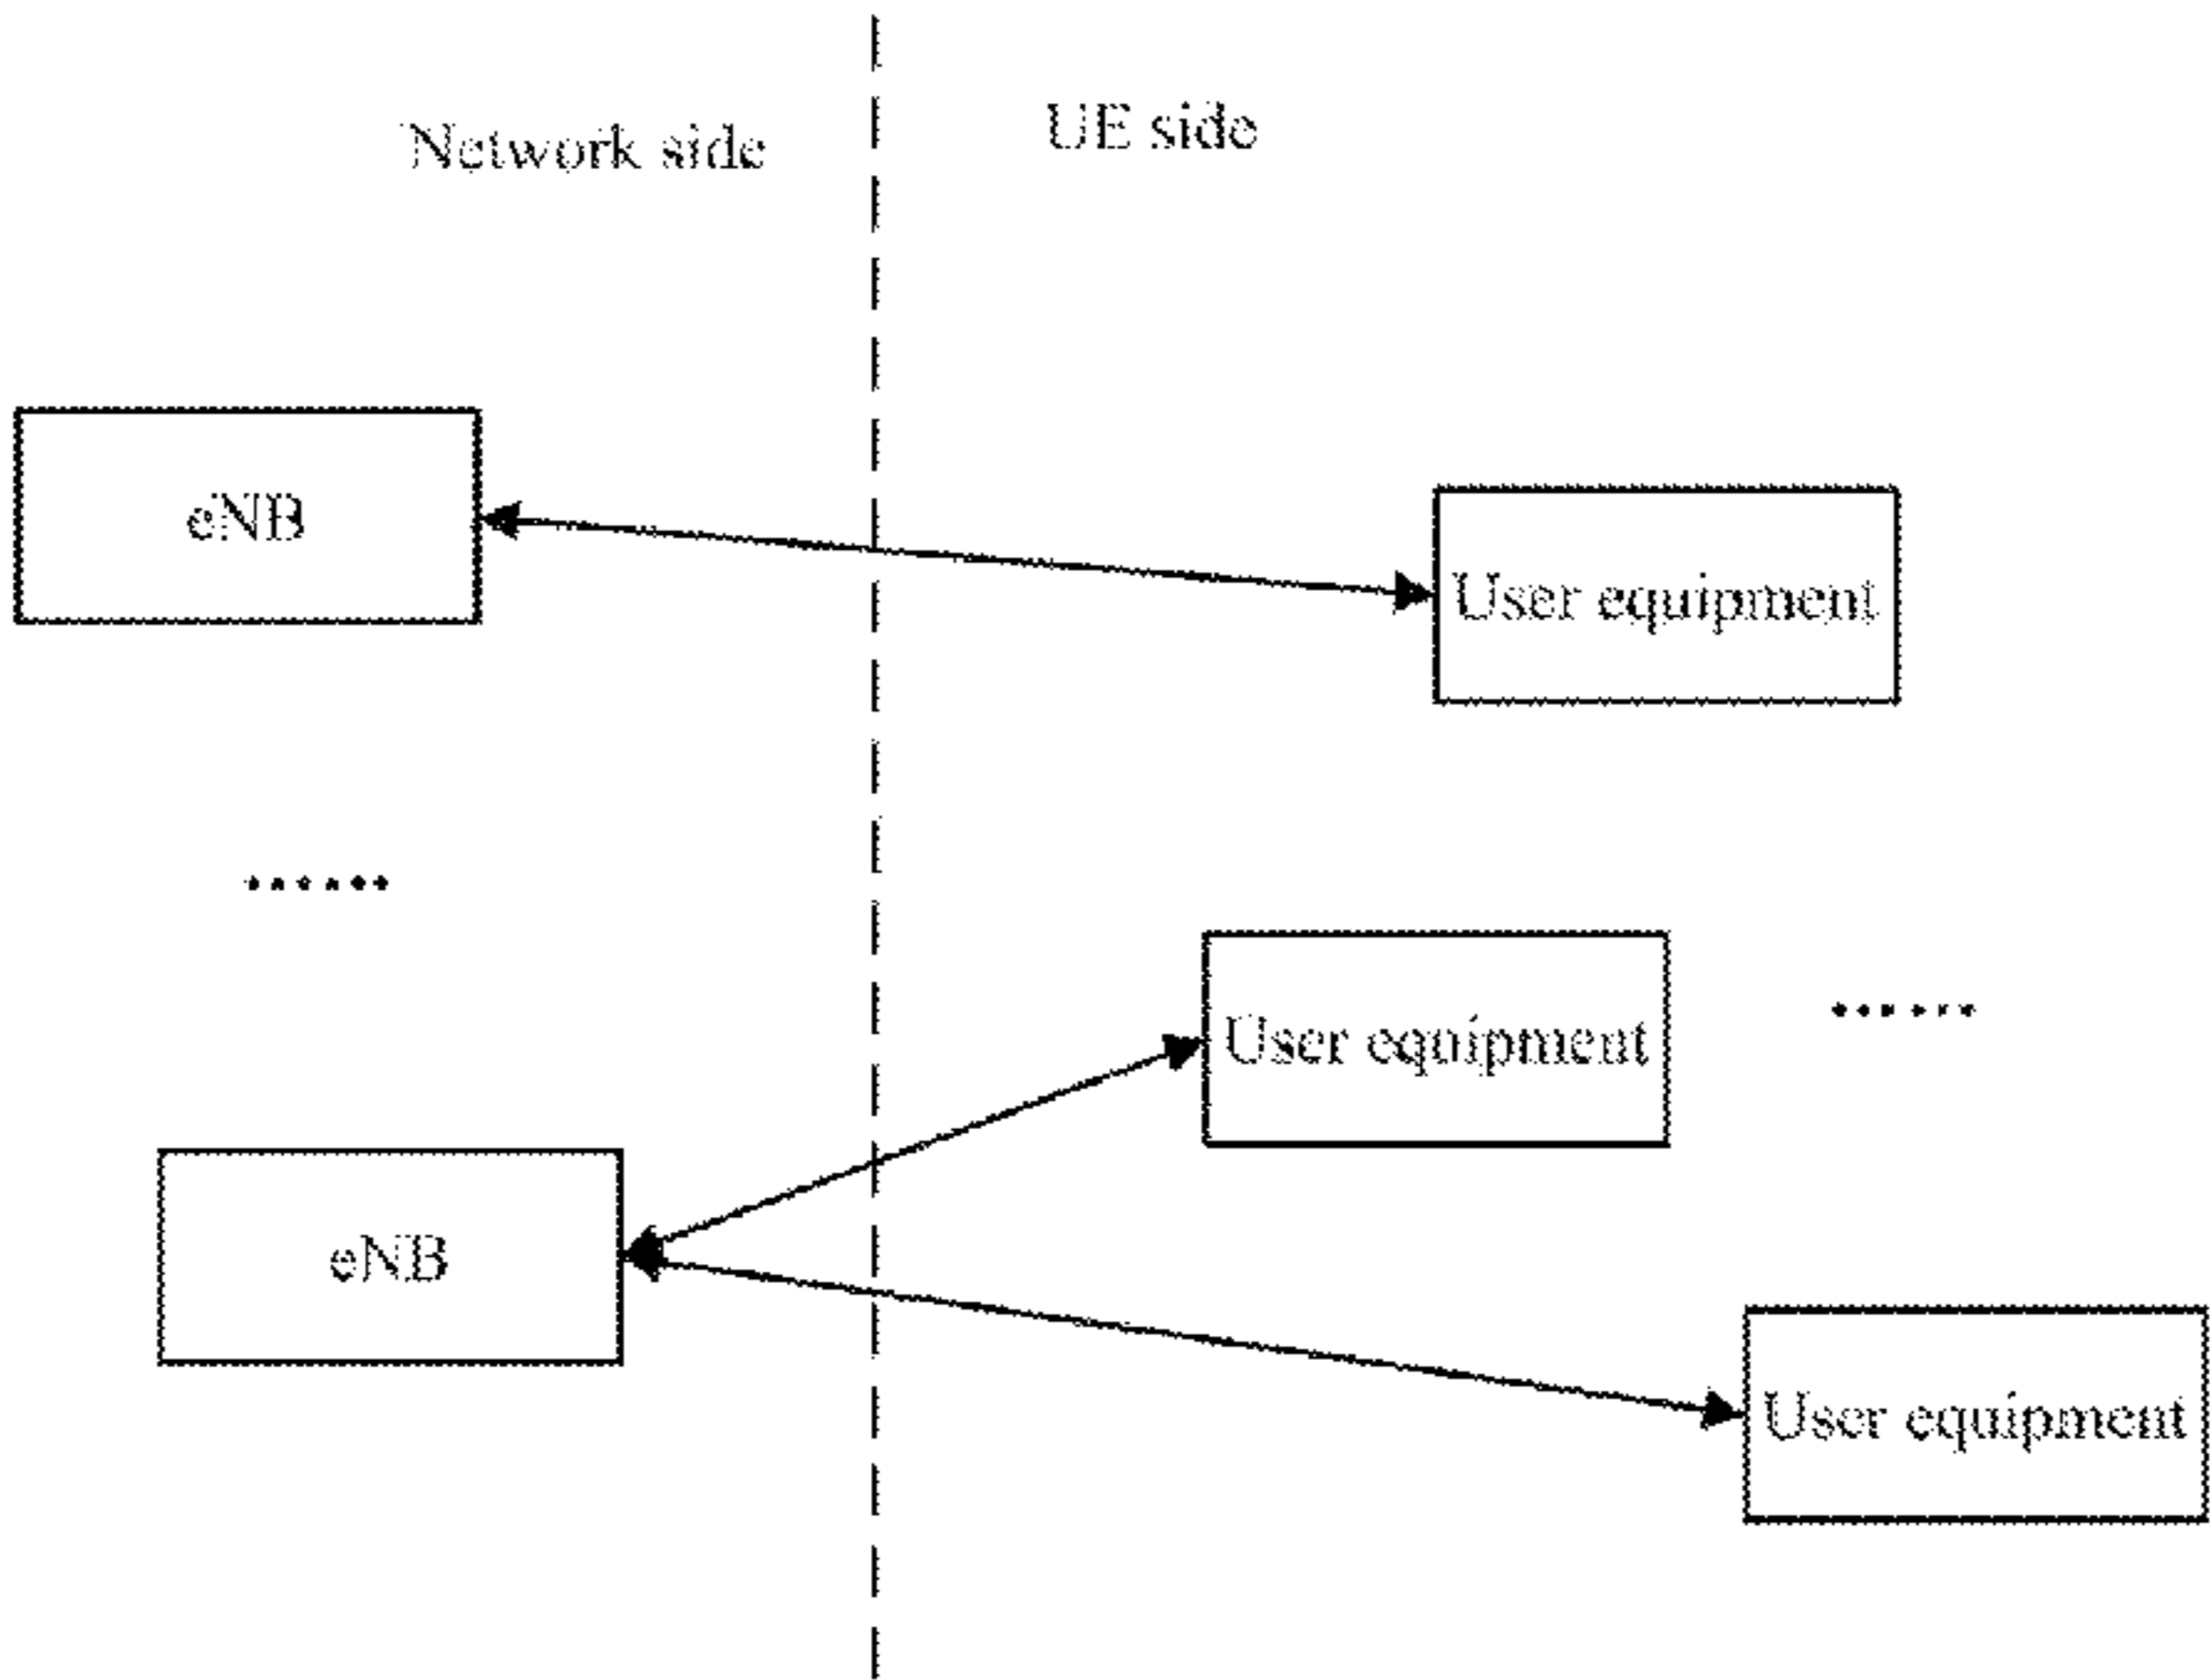 Network side
UE side
eNB
User equipment
......
User equipment
......
eNB
User equipment